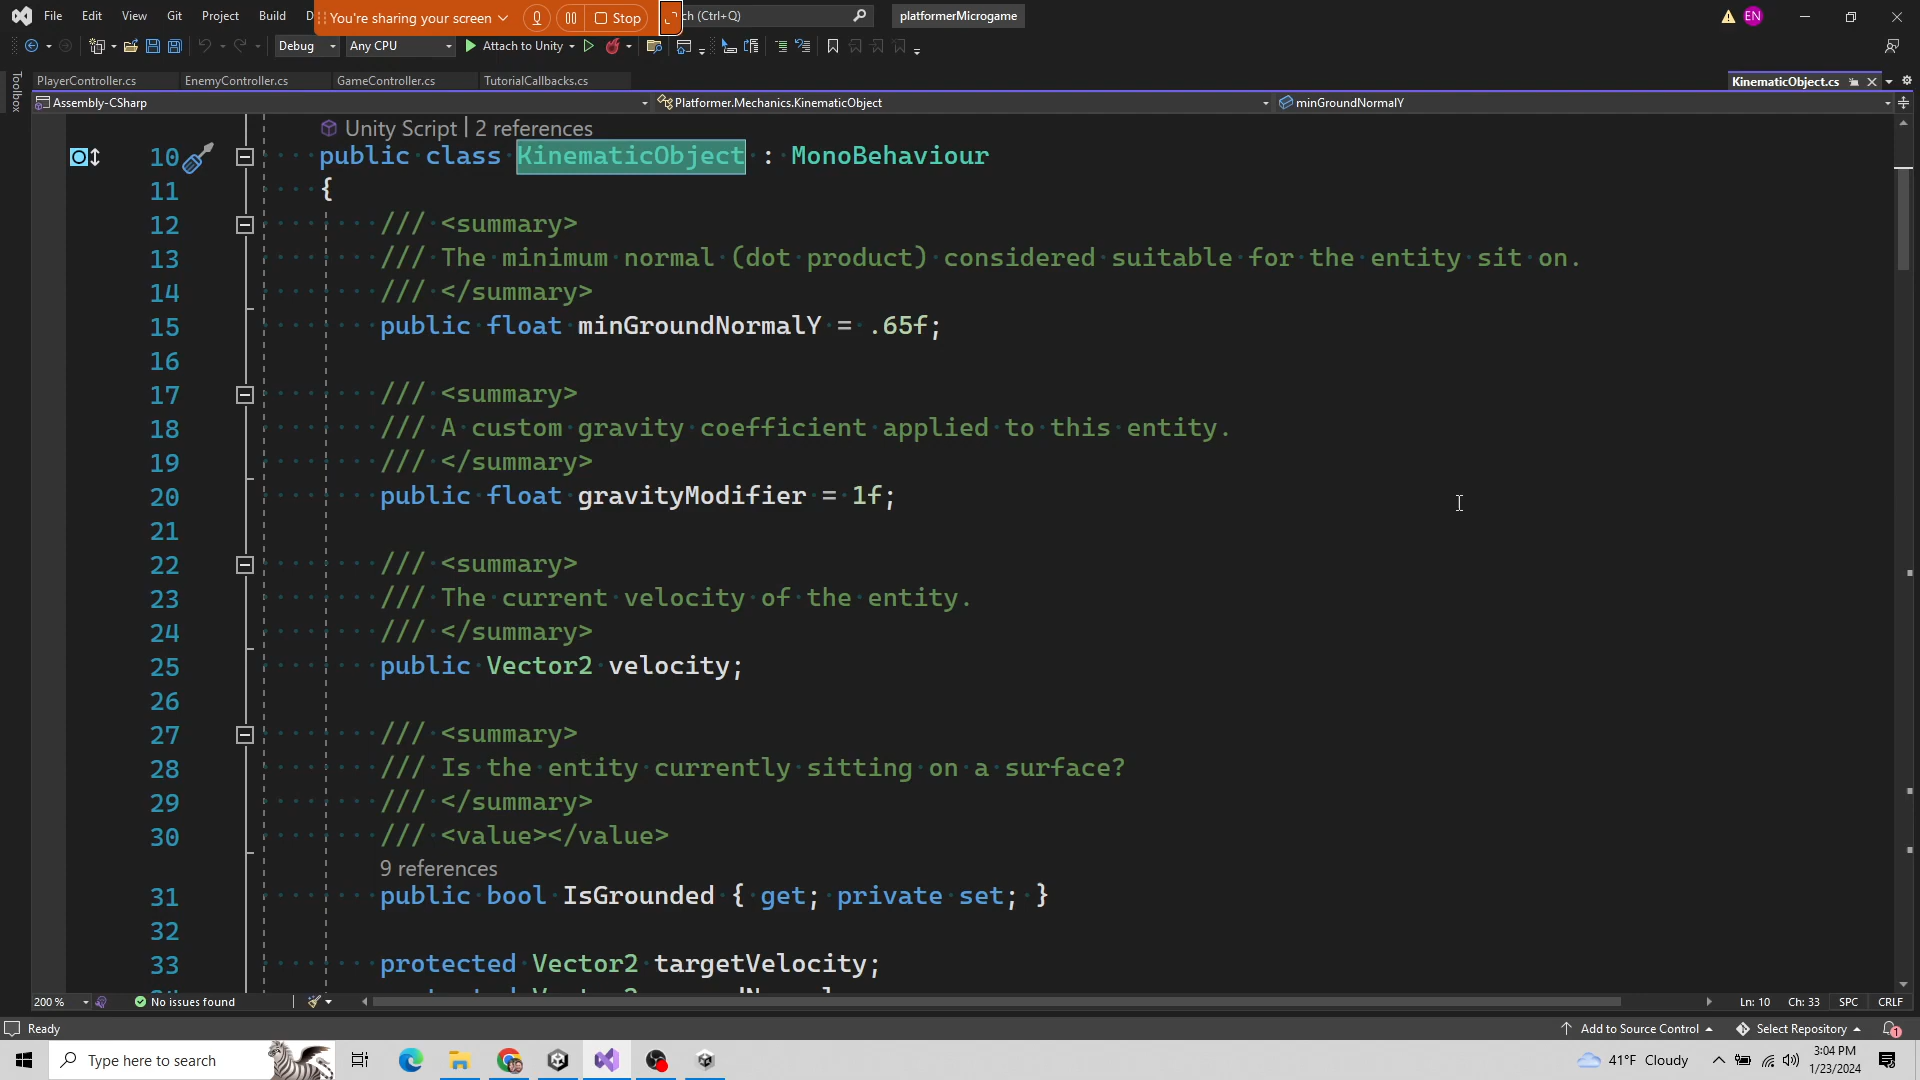 File Edit View Git Project Build D You're sharing your screen Stop ch (Ctrl+Q) platformerMicrogame EN
Debug Any CPU Attach to Unity
Toolbox
PlayerController.cs EnemyController.cs GameController.cs TutorialCallbacks.cs KinematicObject.cs
Assembly-CSharp Platformer.Mechanics.KinematicObject minGroundNormalY
Unity Script | 2 references
10 public class KinematicObject : MonoBehaviour
11 {
12 /// <summary>
13 /// The minimum normal (dot product) considered suitable for the entity sit on.
14 /// </summary>
15 public float minGroundNormalY = .65f;
16
17 /// <summary>
18 /// A custom gravity coefficient applied to this entity.
19 /// </summary>
20 public float gravityModifier = 1f;
21
22 /// <summary>
23 /// The current velocity of the entity.
24 /// </summary>
25 public Vector2 velocity;
26
27 /// <summary>
28 /// Is the entity currently sitting on a surface?
29 /// </summary>
30 /// <value></value>
9 references
31 public bool IsGrounded { get; private set; }
32
33 protected Vector2 targetVelocity;
200 % No issues found Ln: 10 Ch: 33 SPC CRLF
Ready Add to Source Control Select Repository 1
Type here to search 41°F Cloudy 3:04 PM
1/23/2024